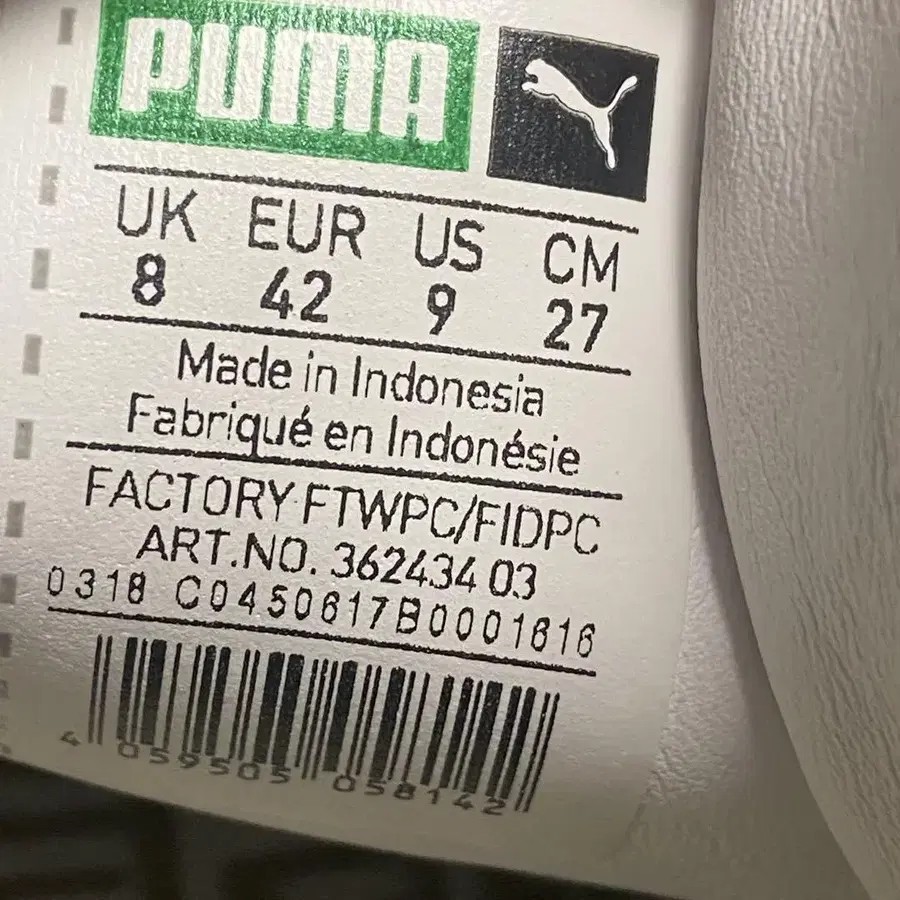 PUMA
UK EUR US CM
8 42 9 27
Made in Indonesia
Fabriqué en Indonésie
FACTORY FTWPC/FIDPC
ART.NO. 362434 03
0318 C0450617B0001616
4 059505 058142